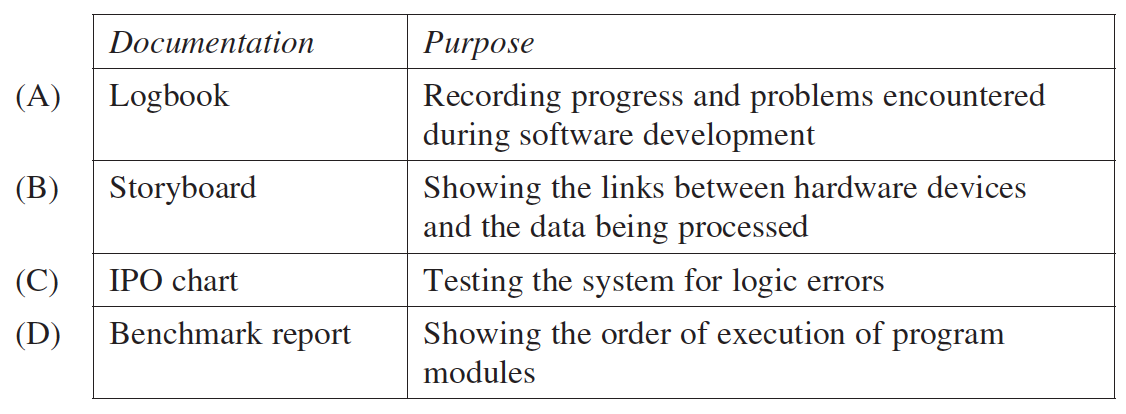 Documentation Purpose
(A) Logbook Recording progress and problems encountered
during software development
(B) Storyboard Showing the links between hardware devices
and the data being processed
(C) IPO chart Testing the system for logic errors
(D) Benchmark report Showing the order of execution of program
modules